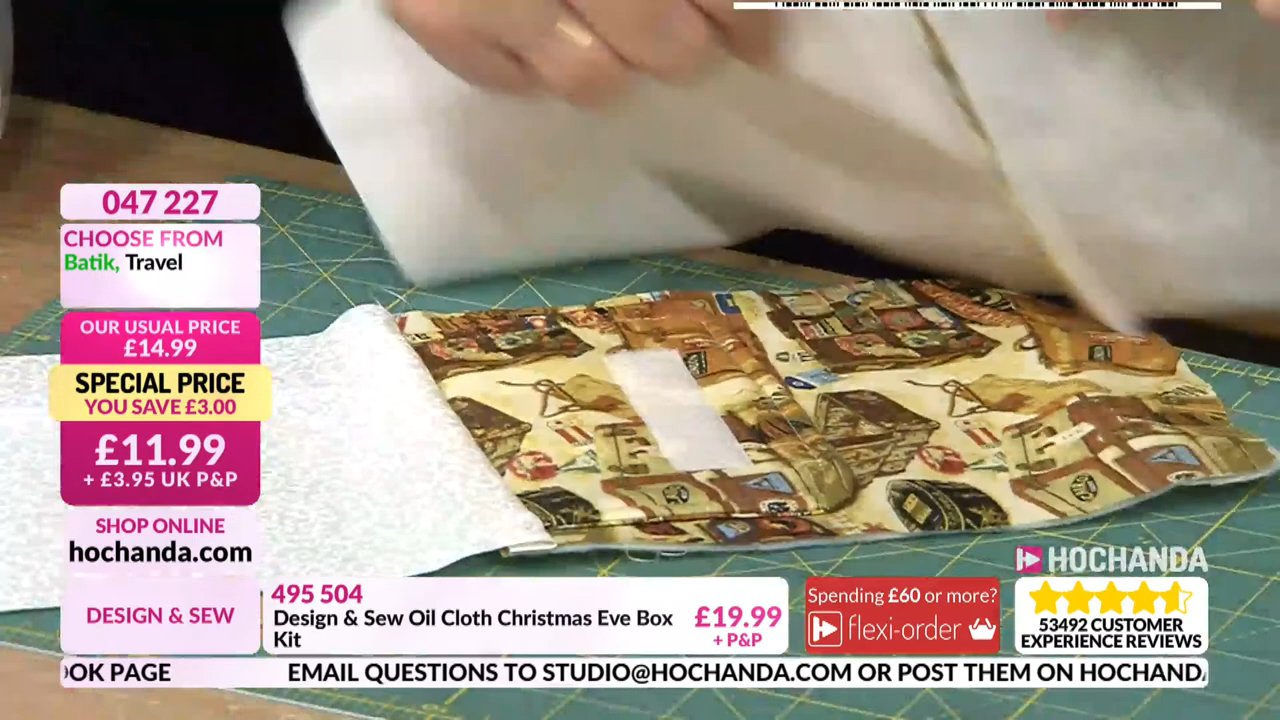 047 227
CHOOSE FROM
Batik, Travel
OUR USUAL PRICE
£14.99
SPECIAL PRICE
YOU SAVE £3.00
£11.99
+ £3.95 UK P&P
SHOP ONLINE
hochanda.com
DESIGN & SEW
495 504
Design & Sew Oil Cloth Christmas Eve Box
Kit
£19.99
+ P&P
Spending £60 or more?
flexi-order
HOCHANDA
53492 CUSTOMER
EXPERIENCE REVIEWS
OOK PAGE EMAIL QUESTIONS TO STUDIO@HOCHANDA.COM OR POST THEM ON HOCHANDA